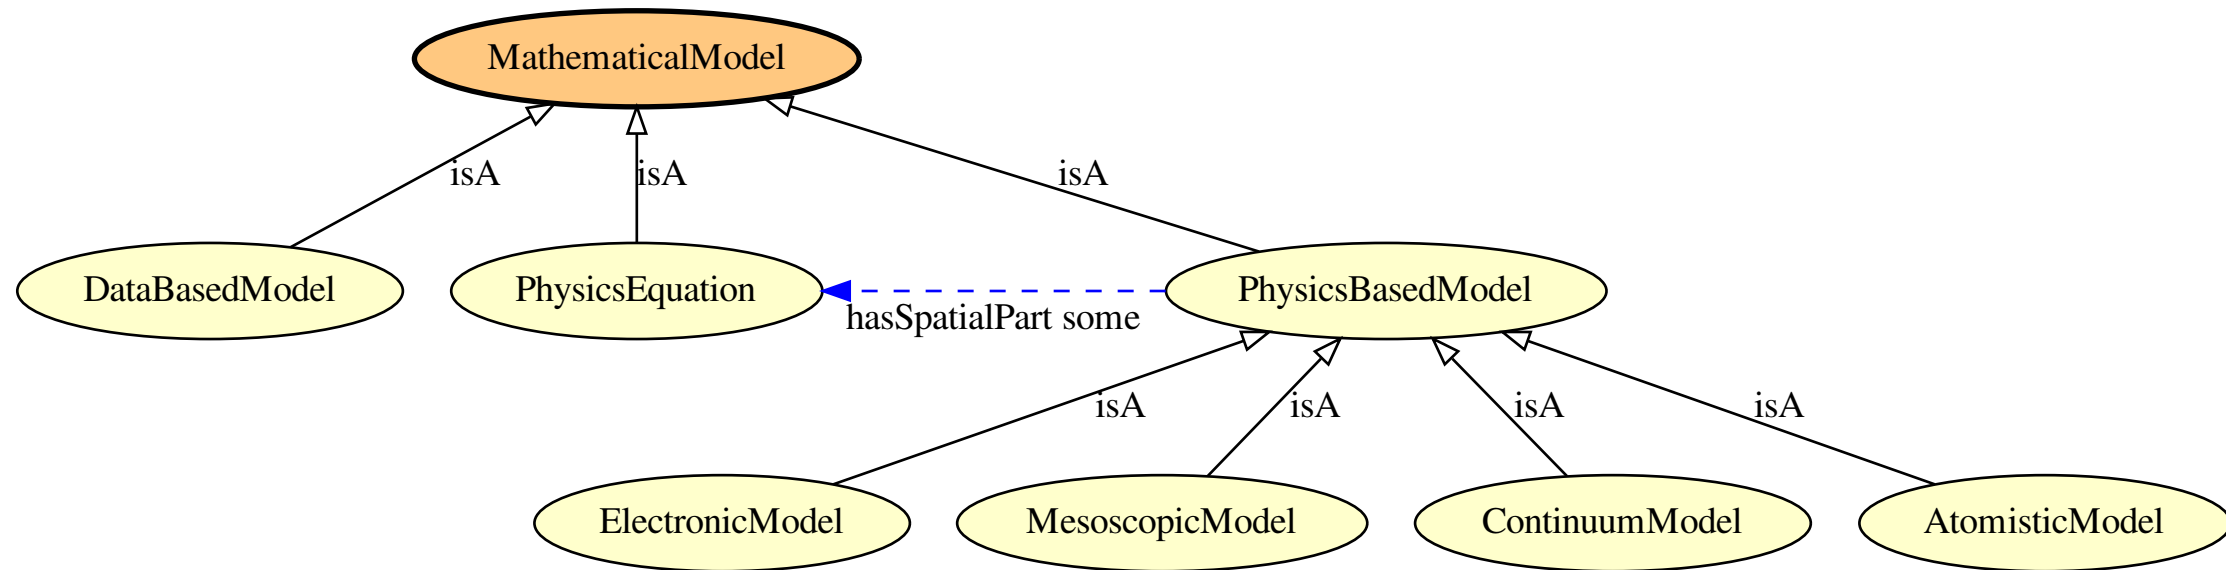 MathematicalModel
isA
isA
isA
DataBasedModel
PhysicsEquation
PhysicsBasedModel
hasSpatialPart some
isA
isA
isA
isA
ElectronicModel
MesoscopicModel
ContinuumModel
AtomisticModel